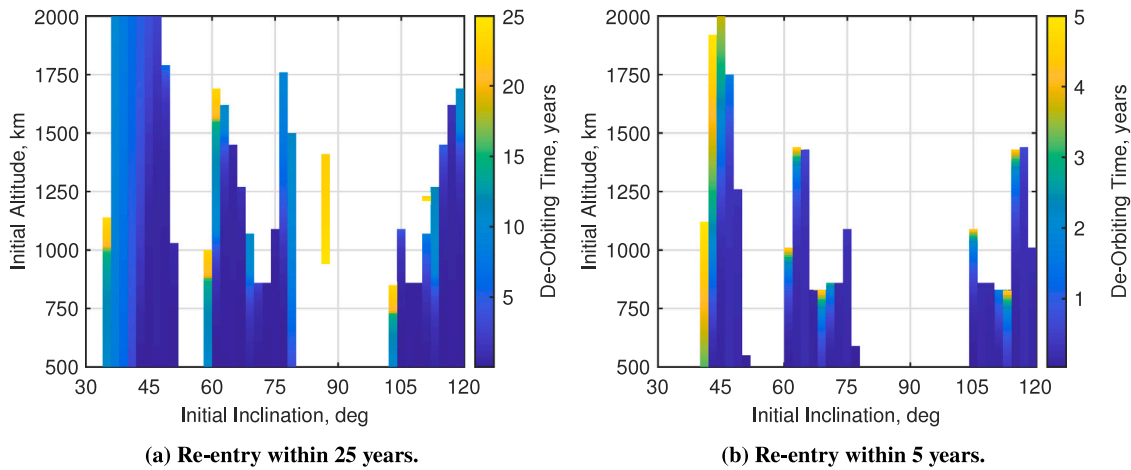 2000
1750
1500
1250
1000
750
500
Initial Altitude, km
30 45 60 75 90 105 120
Initial Inclination, deg
25
20
15
10
5
De-Orbiting Time, years
(a) Re-entry within 25 years.
2000
1750
1500
1250
1000
750
500
Initial Altitude, km
30 45 60 75 90 105 120
Initial Inclination, deg
5
4
3
2
1
De-Orbiting Time, years
(b) Re-entry within 5 years.